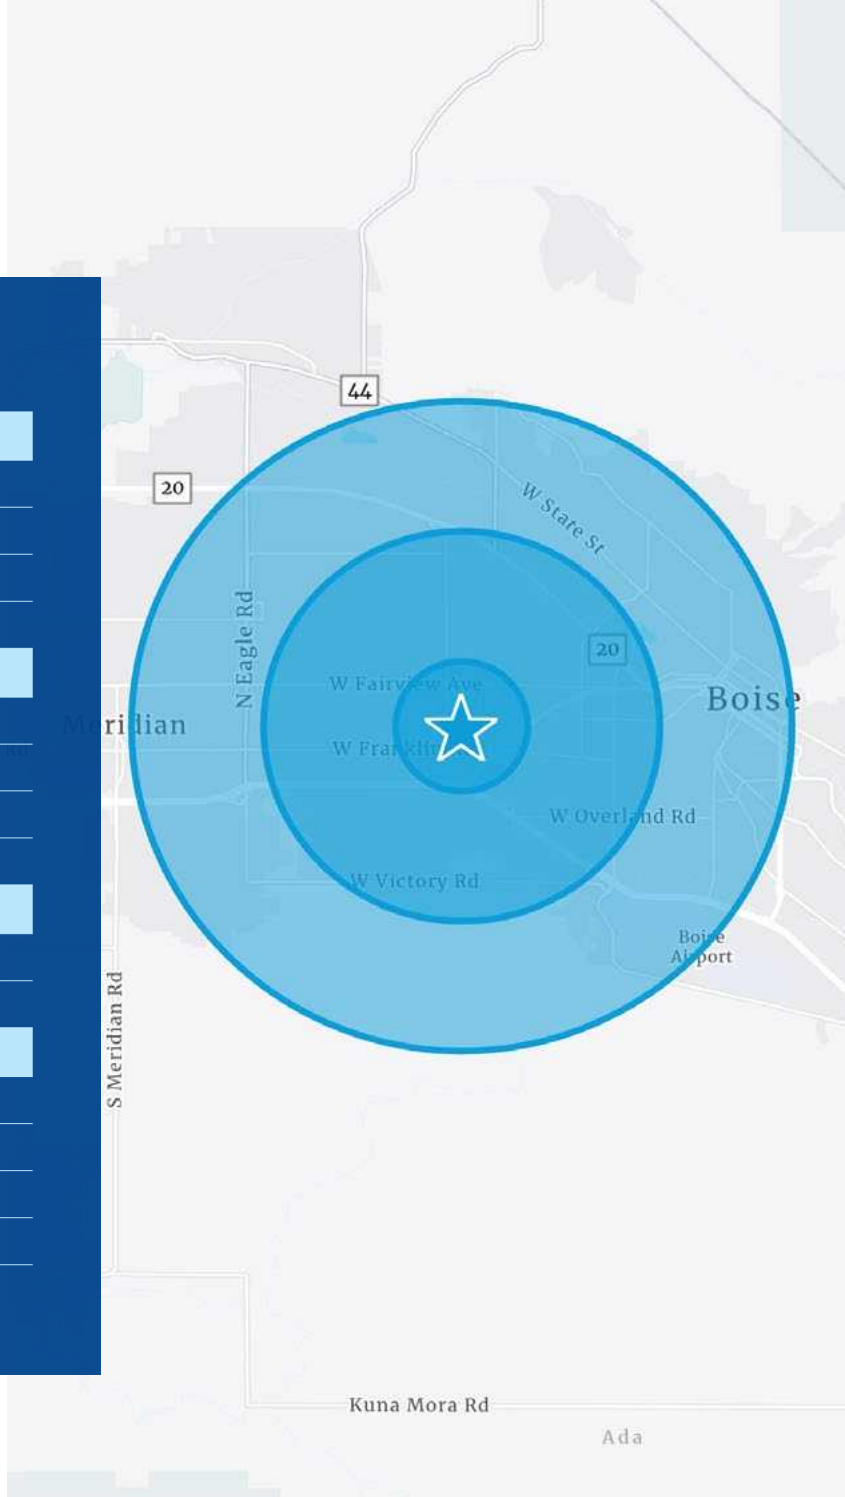 44
20
W State St
N Eagle Rd
20
W Fairview Ave
Boise
Meridian
W Franklin
W Overland Rd
W Victory Rd
Boise
Airport
S Meridian Rd
Kuna Mora Rd
Ada